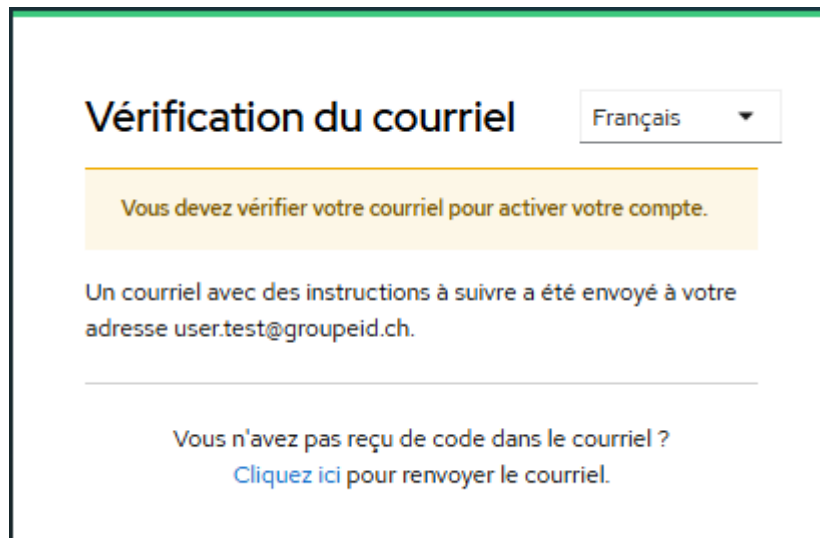 Vérification du courriel
Français
Vous devez vérifier votre courriel pour activer votre compte.
Un courriel avec des instructions à suivre a été envoyé à votre
adresse user.test@groupeid.ch.
Vous n'avez pas reçu de code dans le courriel ?
Cliquez ici pour renvoyer le courriel.